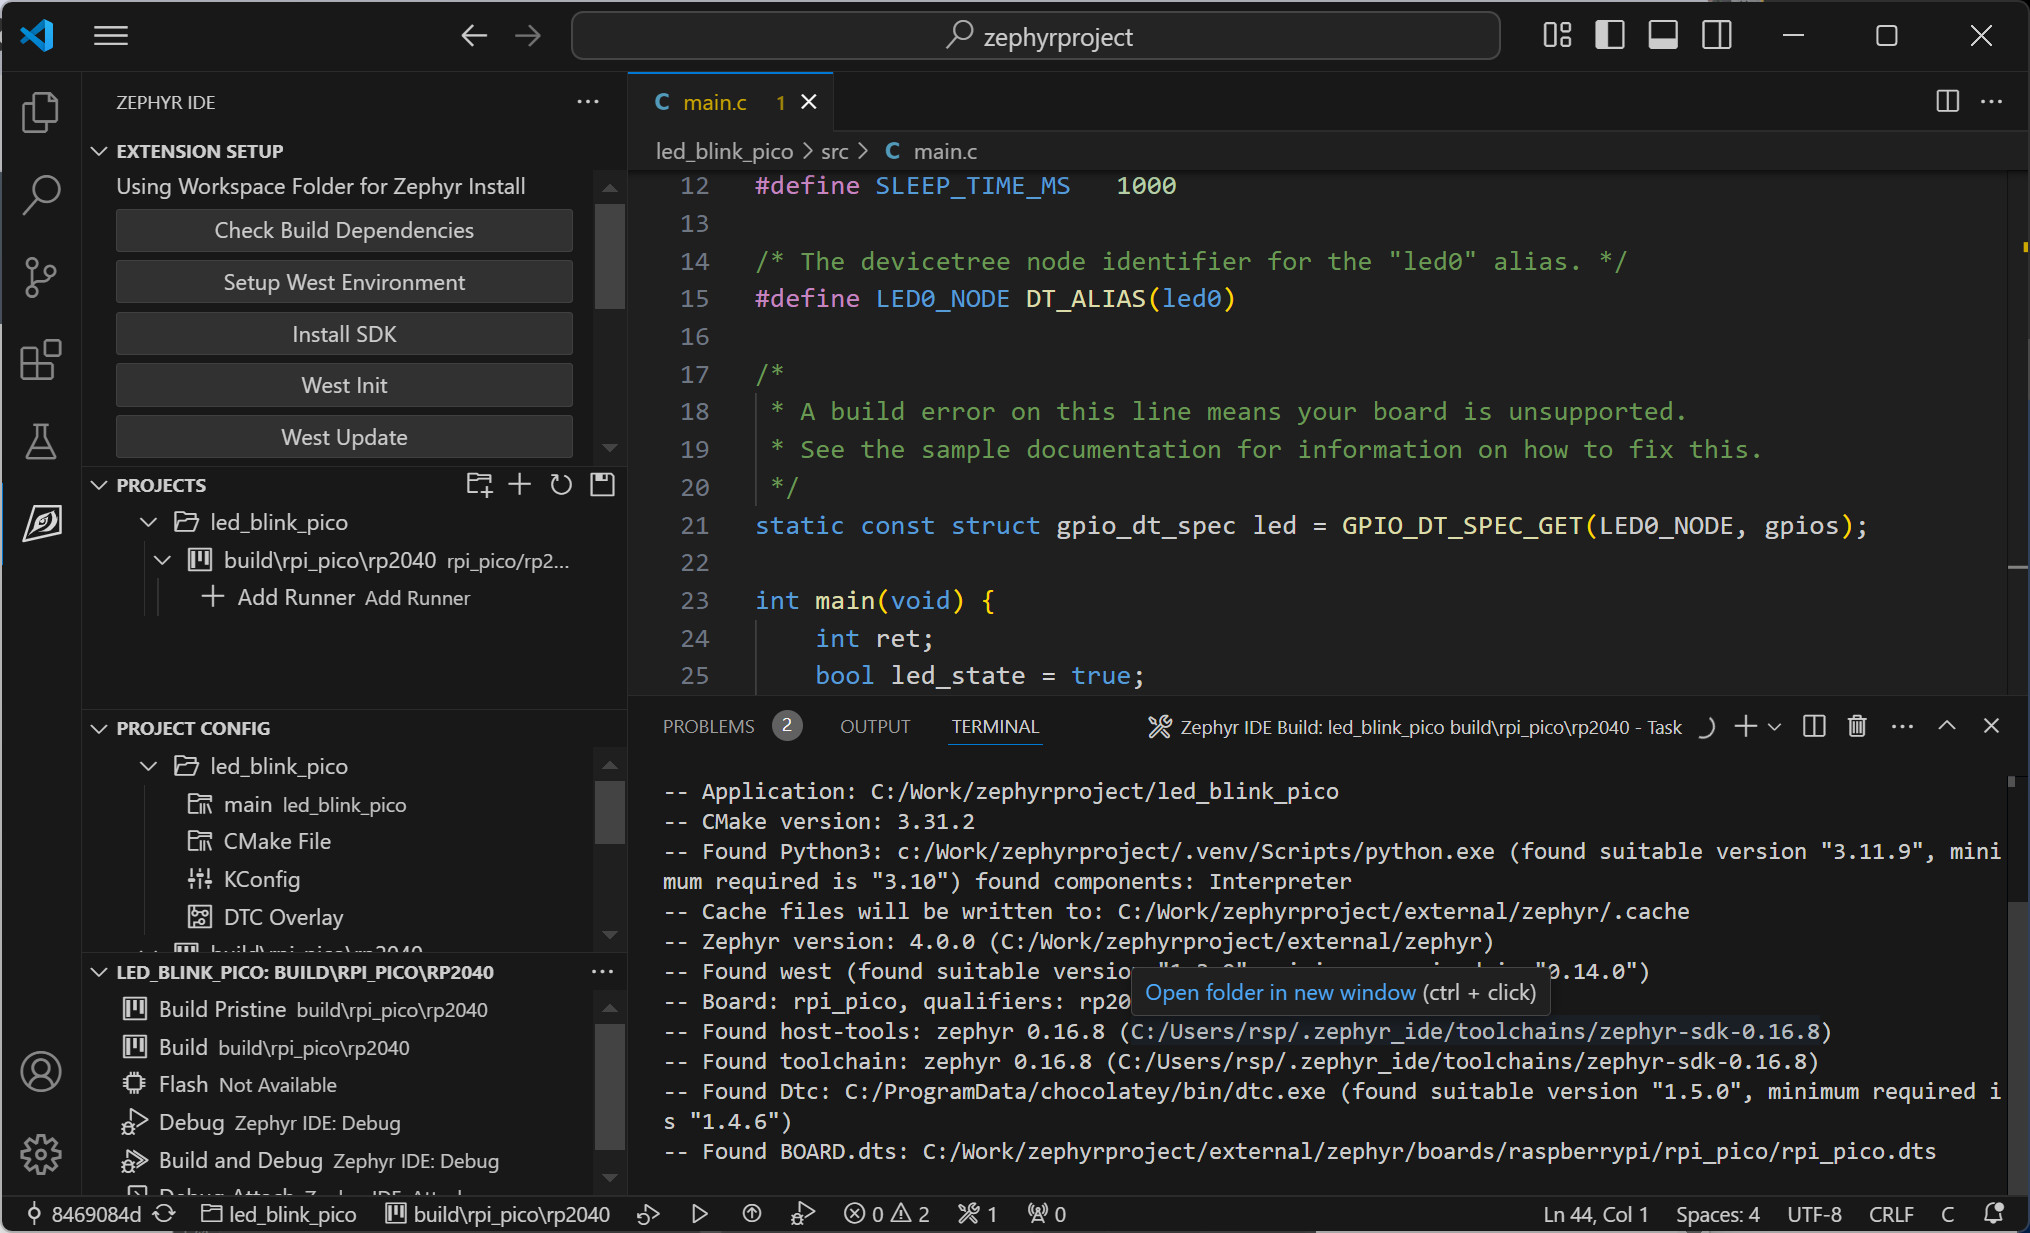 zephyrproject
ZEPHYR IDE
EXTENSION SETUP
Using Workspace Folder for Zephyr Install
Check Build Dependencies
Setup West Environment
Install SDK
West Init
West Update
PROJECTS
led_blink_pico
build\rpi_pico\rp2040 rpi_pico/rp2...
Add Runner Add Runner
PROJECT CONFIG
led_blink_pico
main led_blink_pico
CMake File
KConfig
DTC Overlay
build\rpi_pico\rp2040
LED_BLINK_PICO: BUILD\RPI_PICO\RP2040
Build Pristine build\rpi_pico\rp2040
Build build\rpi_pico\rp2040
Flash Not Available
Debug Zephyr IDE: Debug
Build and Debug Zephyr IDE: Debug
Debug Attach Zephyr IDE: Attach
C main.c 1
led_blink_pico > src > C main.c
12 #define SLEEP_TIME_MS 1000
13
14 /* The devicetree node identifier for the "led0" alias. */
15 #define LED0_NODE DT_ALIAS(led0)
16
17 /*
18 * A build error on this line means your board is unsupported.
19 * See the sample documentation for information on how to fix this.
20 */
21 static const struct gpio_dt_spec led = GPIO_DT_SPEC_GET(LED0_NODE, gpios);
22
23 int main(void) {
24 int ret;
25 bool led_state = true;
PROBLEMS 2 OUTPUT TERMINAL Zephyr IDE Build: led_blink_pico build\rpi_pico\rp2040 - Task
-- Application: C:/Work/zephyrproject/led_blink_pico
-- CMake version: 3.31.2
-- Found Python3: c:/Work/zephyrproject/.venv/Scripts/python.exe (found suitable version "3.11.9", mini
mum required is "3.10") found components: Interpreter
-- Cache files will be written to: C:/Work/zephyrproject/external/zephyr/.cache
-- Zephyr version: 4.0.0 (C:/Work/zephyrproject/external/zephyr)
-- Found west (found suitable versio "0.14.0")
-- Board: rpi_pico, qualifiers: rp20
Open folder in new window (ctrl + click)
-- Found host-tools: zephyr 0.16.8 (C:/Users/rsp/.zephyr_ide/toolchains/zephyr-sdk-0.16.8)
-- Found toolchain: zephyr 0.16.8 (C:/Users/rsp/.zephyr_ide/toolchains/zephyr-sdk-0.16.8)
-- Found Dtc: C:/ProgramData/chocolatey/bin/dtc.exe (found suitable version "1.5.0", minimum required i
s "1.4.6")
-- Found BOARD.dts: C:/Work/zephyrproject/external/zephyr/boards/raspberrypi/rpi_pico/rpi_pico.dts
8469084d led_blink_pico build\rpi_pico\rp2040 0 2 1 0 Ln 44, Col 1 Spaces: 4 UTF-8 CRLF C